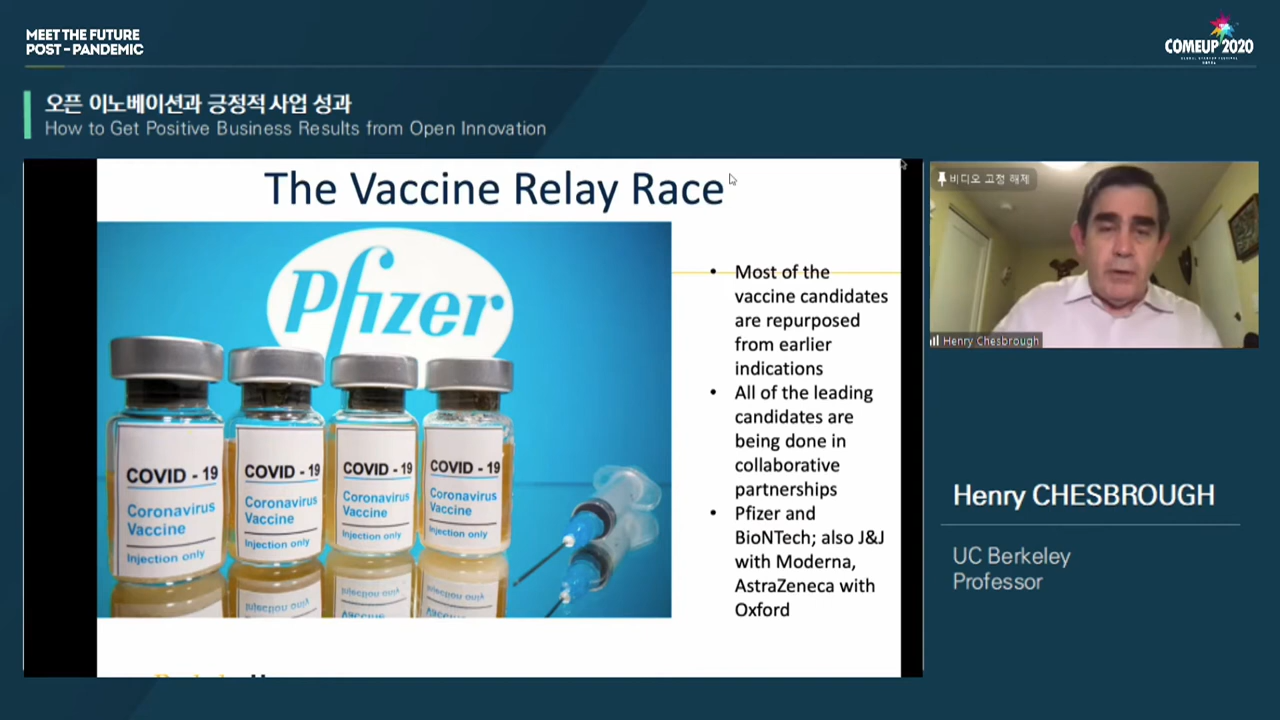 MEET THE FUTURE
POST – PANDEMIC
COMEUP 2020
오픈 이노베이션과 긍정적 사업 성과
How to Get Positive Business Results from Open Innovation
The Vaccine Relay Race
Pfizer
COVID - 19
Coronavirus
Vaccine
Injection only
COVID - 19
Coronavirus
Vaccine
Injection only
COVID - 19
Coronavirus
Vaccine
Injection only
COVID - 19
Coronavirus
Vaccine
Injection only
• Most of the
vaccine candidates
are repurposed
from earlier
indications
• All of the leading
candidates are
being done in
collaborative
partnerships
• Pfizer and
BioNTech; also J&J
with Moderna,
AstraZeneca with
Oxford
비디오 고정 해제
Henry Chesbrough
Henry CHESBROUGH
UC Berkeley
Professor